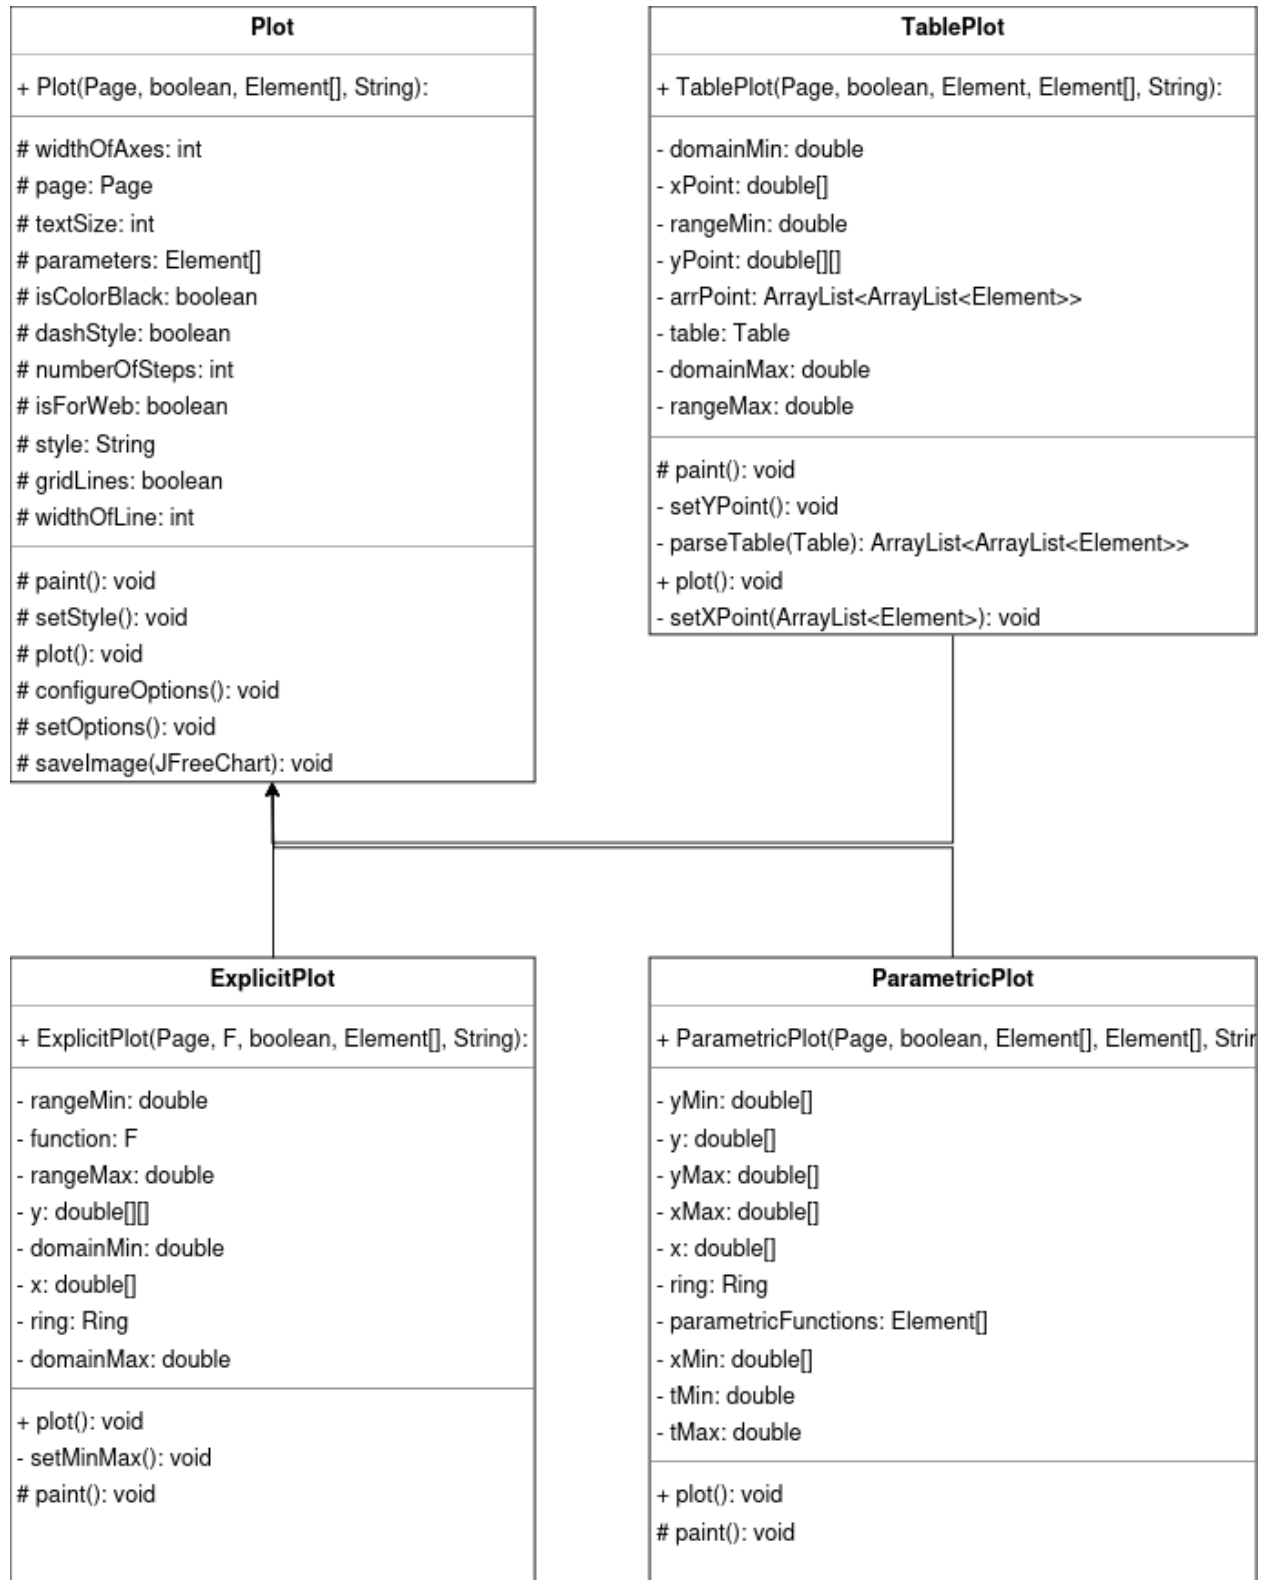 Plot
+ Plot(Page, boolean, Element[], String):
# widthOfAxes: int
# page: Page
# textSize: int
# parameters: Element[]
# isColorBlack: boolean
# dashStyle: boolean
# numberOfSteps: int
# isForWeb: boolean
# style: String
# gridLines: boolean
# widthOfLine: int
# paint(): void
# setStyle(): void
# plot(): void
# configureOptions(): void
# setOptions(): void
# saveImage(JFreeChart): void
TablePlot
+ TablePlot(Page, boolean, Element, Element[], String):
- domainMin: double
- xPoint: double[]
- rangeMin: double
- yPoint: double[][]
- arrPoint: ArrayList<ArrayList<Element>>
- table: Table
- domainMax: double
- rangeMax: double
# paint(): void
- setYPoint(): void
- parseTable(Table): ArrayList<ArrayList<Element>>
+ plot(): void
- setXPoint(ArrayList<Element>): void
ExplicitPlot
+ ExplicitPlot(Page, F, boolean, Element[], String):
- rangeMin: double
- function: F
- rangeMax: double
- y: double[][]
- domainMin: double
- x: double[]
- ring: Ring
- domainMax: double
+ plot(): void
- setMinMax(): void
# paint(): void
ParametricPlot
+ ParametricPlot(Page, boolean, Element[], Element[], Strir
- yMin: double[]
- y: double[]
- yMax: double[]
- xMax: double[]
- x: double[]
- ring: Ring
- parametricFunctions: Element[]
- xMin: double[]
- tMin: double
- tMax: double
+ plot(): void
# paint(): void